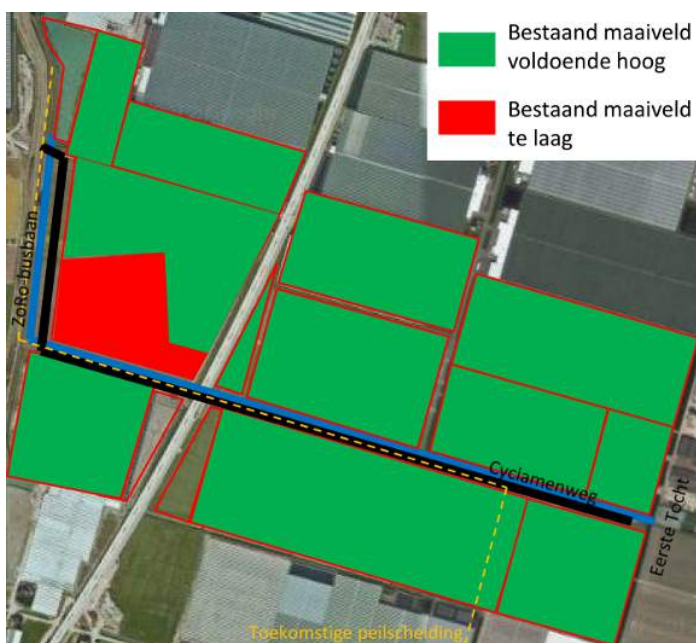 Bestaand maaiveld
voldoende hoog
Bestaand maaiveld
te laag
ZoRo-busbaan
Cyclamenweg
Eerste Tocht
Toekomstige peilscheiding